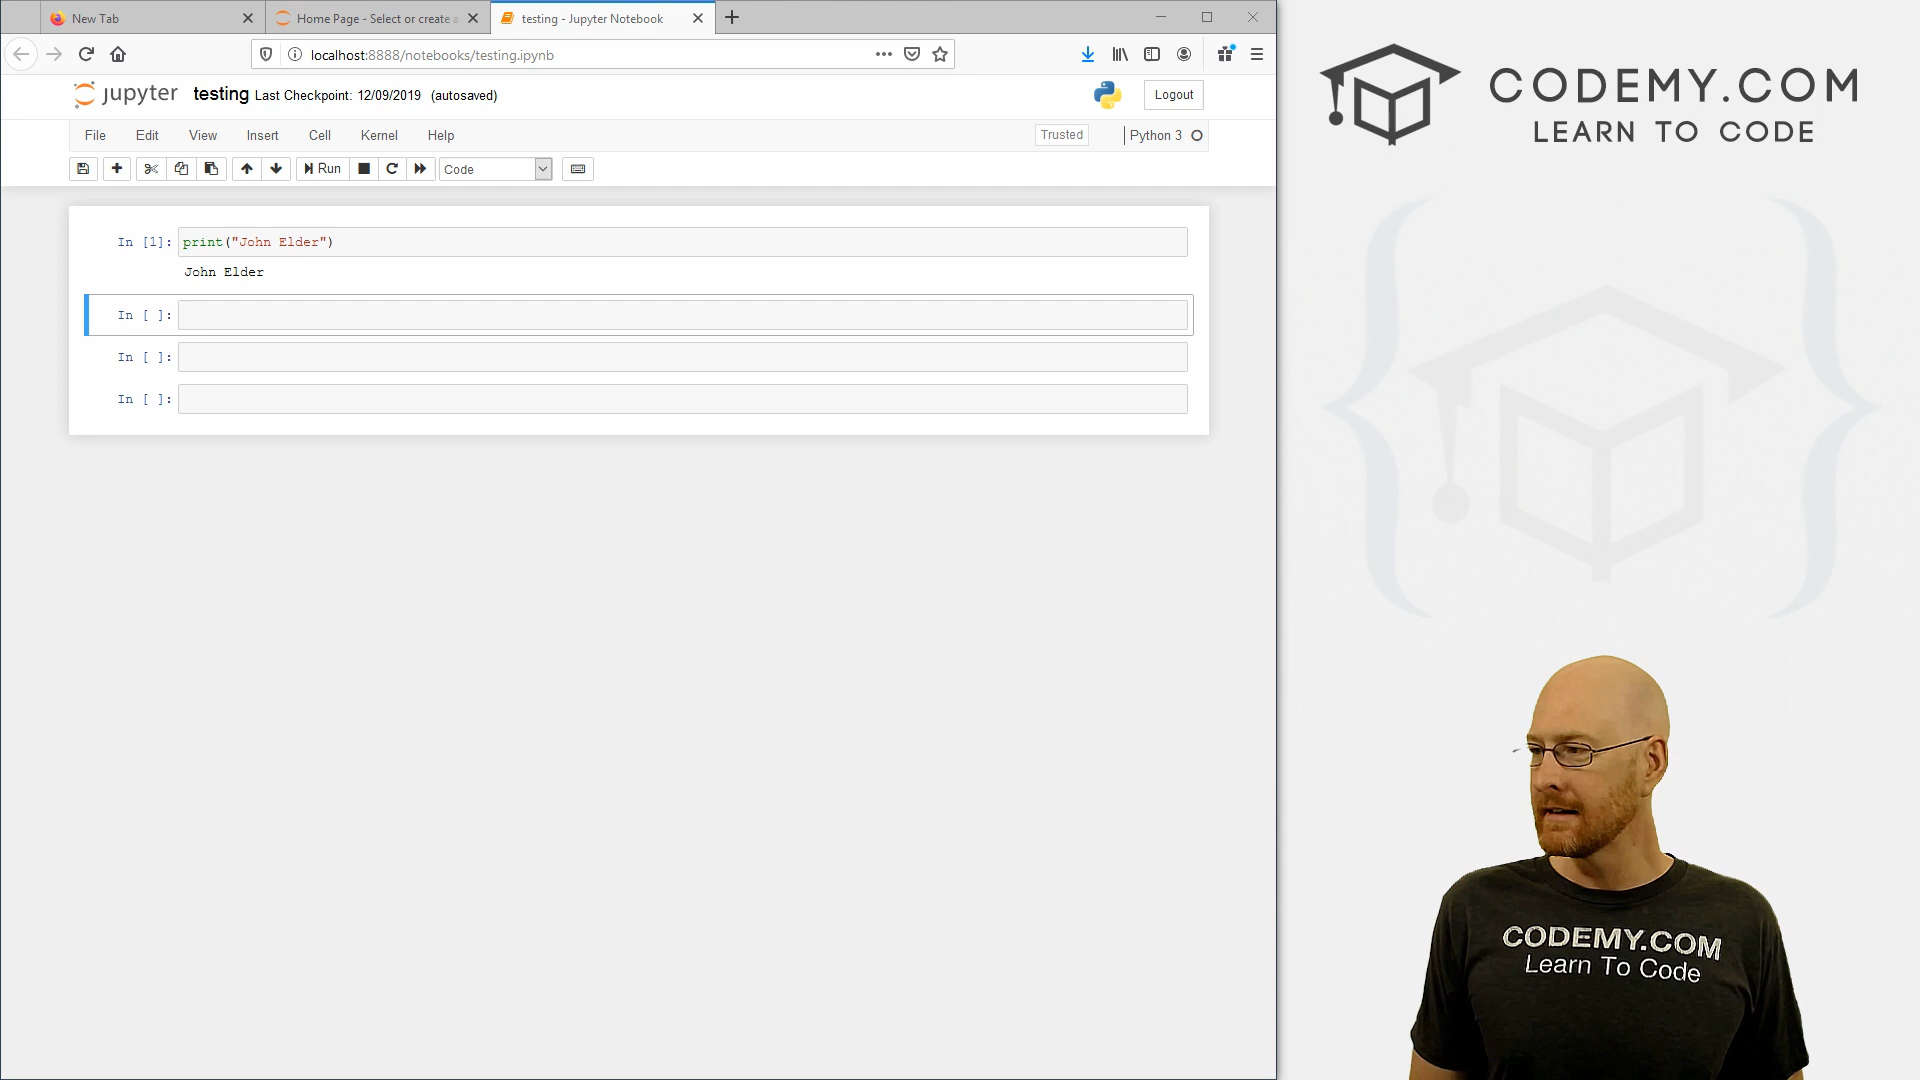 New Tab
Home Page - Select or create a
testing - Jupyter Notebook
localhost:8888/notebooks/testing.ipynb
jupyter testing Last Checkpoint: 12/09/2019 (autosaved)
Logout
File Edit View Insert Cell Kernel Help
Trusted
Python 3
Run
Code
In [1]: print("John Elder")
John Elder
In [ ]:
In [ ]:
In [ ]:
CODEMY.COM
LEARN TO CODE
CODEMY.COM
Learn To Code